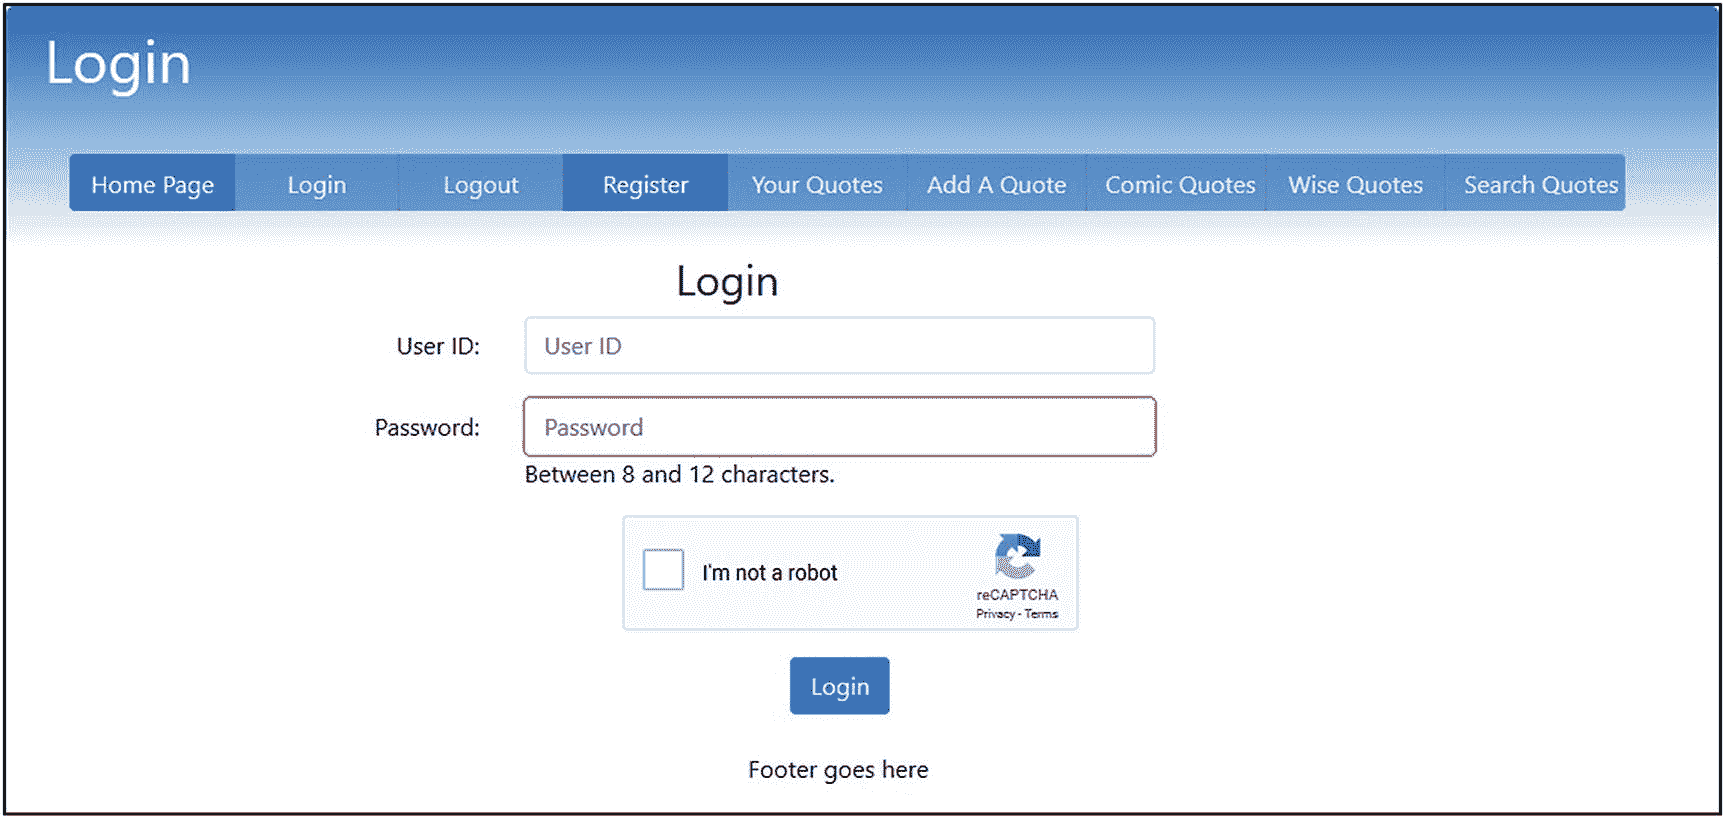 Login
Home Page Login Logout Register Your Quotes Add A Quote Comic Quotes Wise Quotes Search Quotes
Login
User ID: User ID
Password: Password
Between 8 and 12 characters.
I'm not a robot
reCAPTCHA
Privacy - Terms
Login
Footer goes here